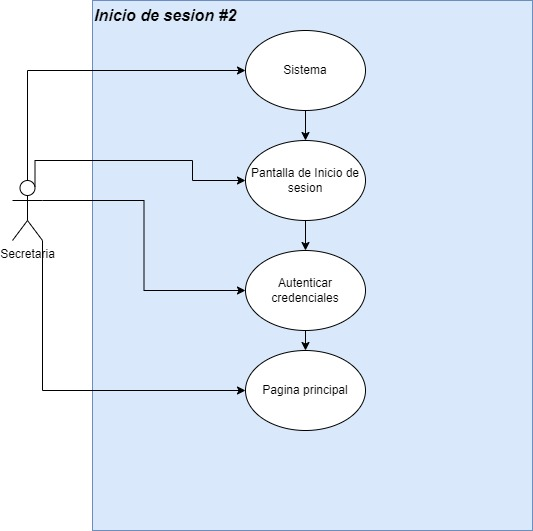 Inicio de sesion #2
Sistema
Pantalla de Inicio de
sesion
Secretaria
Autenticar
credenciales
Pagina principal